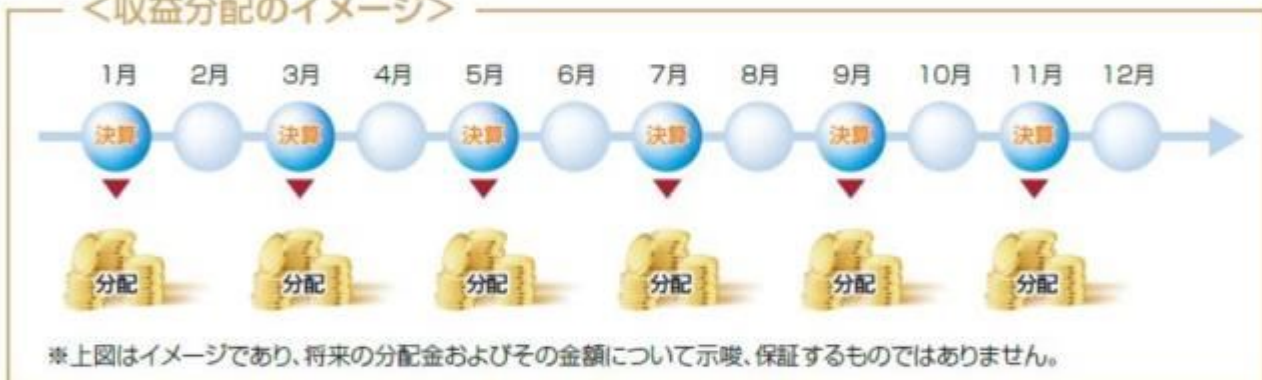 <収益分配のイメージ>
1月 2月 3月 4月 5月 6月 7月 8月 9月 10月 11月 12月
決算 決算 決算 決算 決算 決算
分配 分配 分配 分配 分配 分配
※上図はイメージであり、将来の分配金およびその金額について示唆、保証するものではありません。